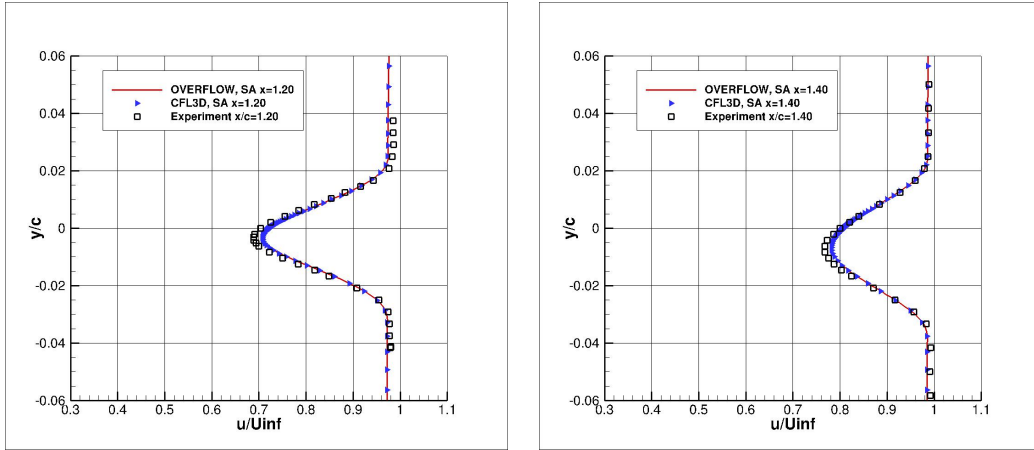 0.06
0.04
0.02
0
-0.02
-0.04
-0.06
y/c
OVERFLOW, SA x=1.20
CFL3D, SA x=1.20
Experiment x/c=1.20
0.3 0.4 0.5 0.6 0.7 0.8 0.9 1 1.1
u/Uinf
0.06
0.04
0.02
0
-0.02
-0.04
-0.06
y/c
OVERFLOW, SA x=1.40
CFL3D, SA x=1.40
Experiment x/c=1.40
0.3 0.4 0.5 0.6 0.7 0.8 0.9 1 1.1
u/Uinf